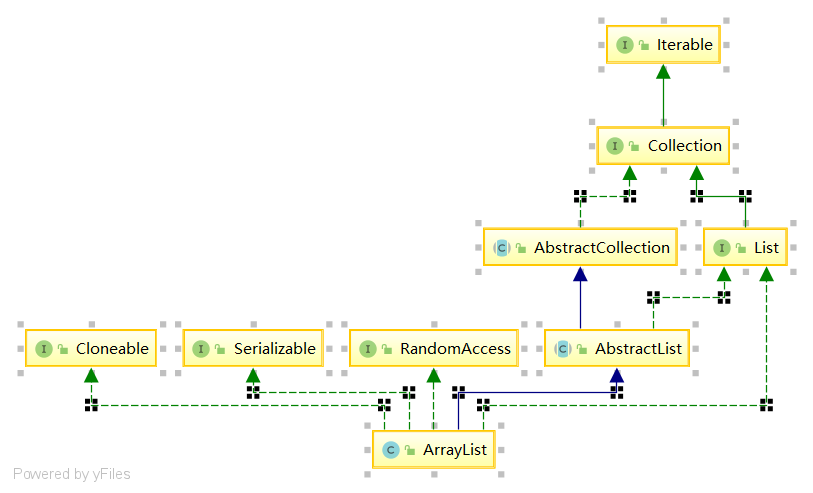 I Iterable
I Collection
C AbstractCollection
I List
I Cloneable
I Serializable
I RandomAccess
C AbstractList
C ArrayList
Powered by yFiles